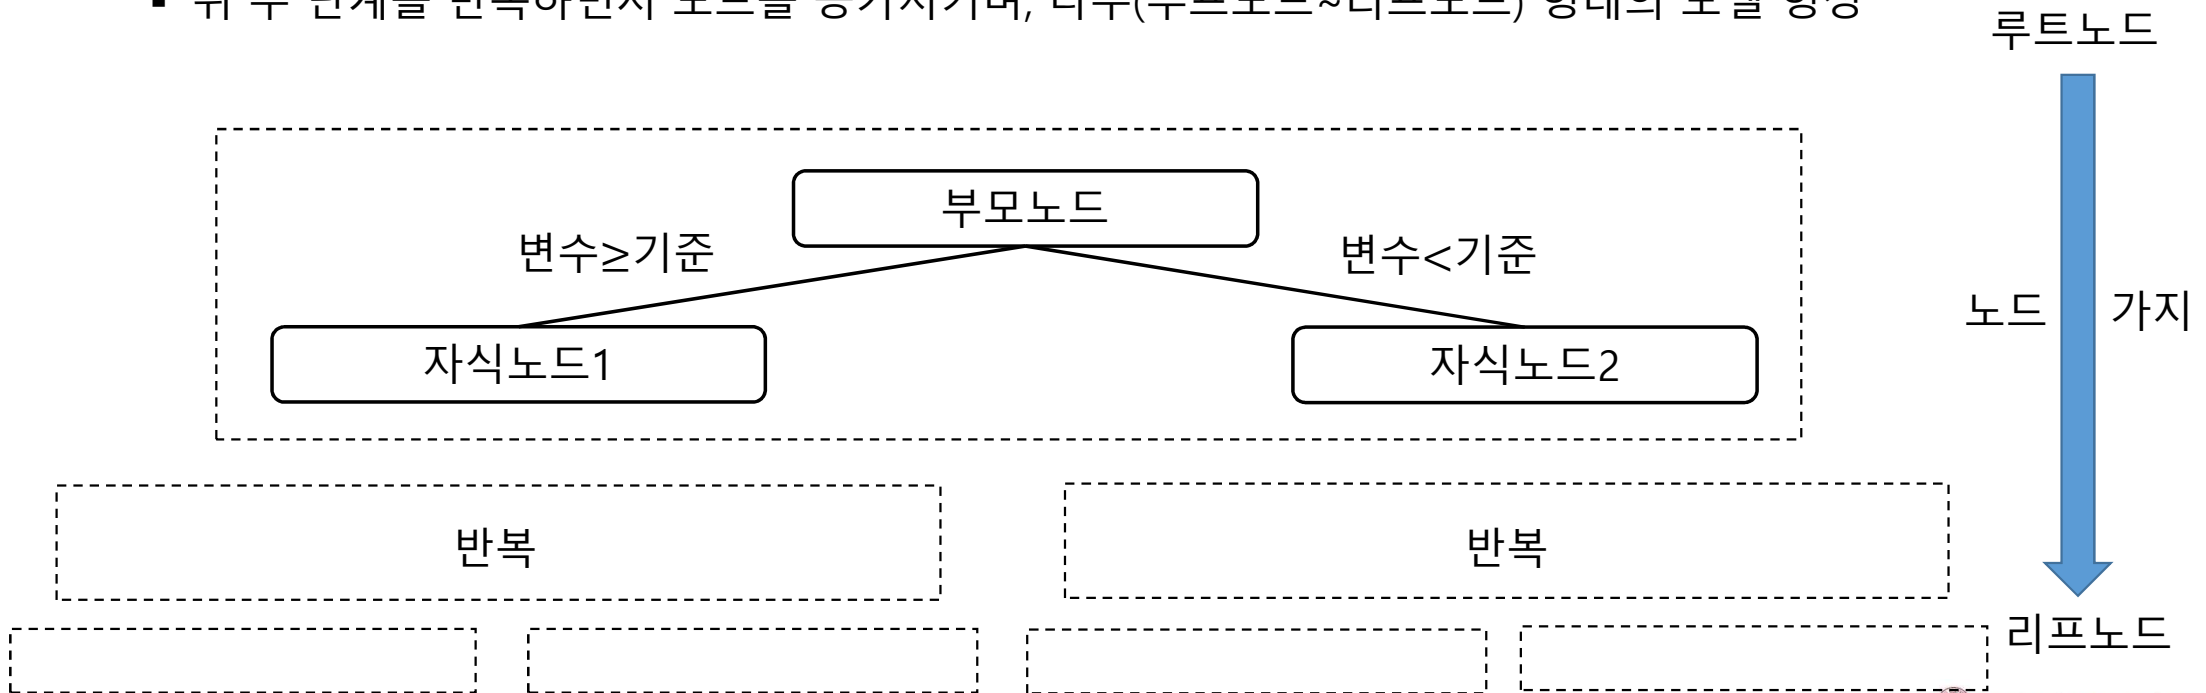 루트노드
부모노드
변수≥기준
변수<기준
노드
가지
자식노드1
자식노드2
반복
반복
리프노드